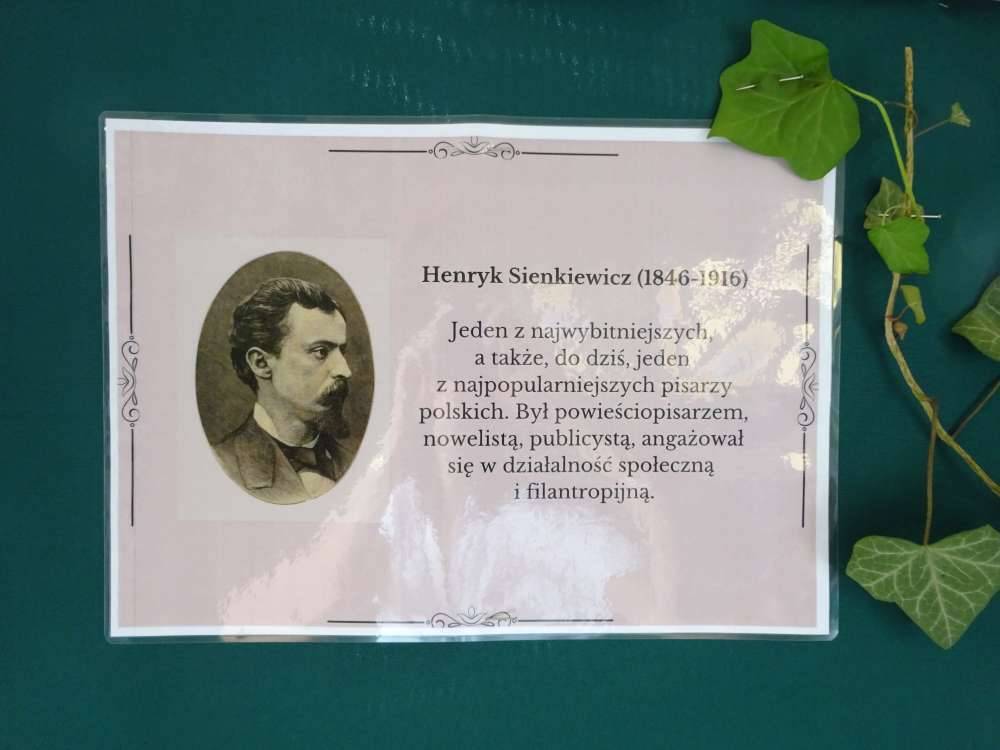 Henryk Sienkiewicz (1846-1916)
Jeden z najwybitniejszych,
a także, do dziś, jeden
z najpopularniejszych pisarzy
polskich. Był powieściopisarzem,
nowelistą, publicystą, angażował
się w działalność społeczną
i filantropijną.